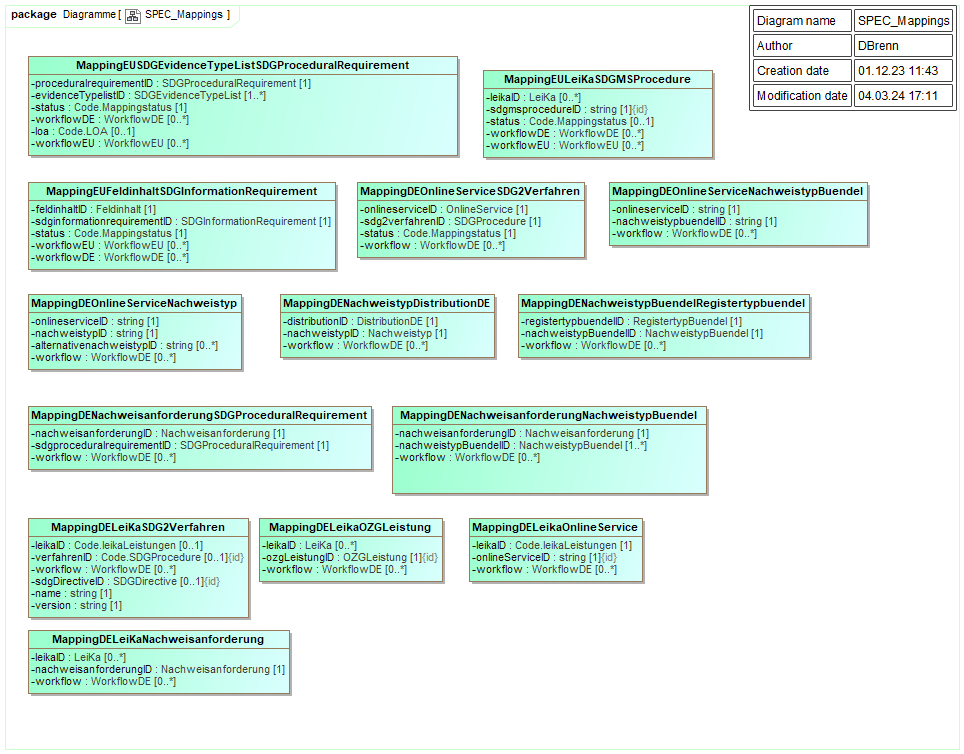 package Diagramme [ SPEC_Mappings ]
Diagram name SPEC_Mappings
Author DBrenn
Creation date 01.12.23 11:43
Modification date 04.03.24 17:11
MappingEUSDGEvidenceTypeListSDGProceduralRequirement
-proceduralrequirementID : SDGProceduralRequirement [1]
-evidenceTypelistID : SDGEvidenceTypeList [1..*]
-status : Code.Mappingstatus [1]
-workflowDE : WorkflowDE [0..*]
-loa : Code.LOA [0..1]
-workflowEU : WorkflowEU [0..*]
MappingEULeiKaSDGMSProcedure
-leikaID : LeiKa [0..*]
-sdgmsprocedureID : string [1]{id}
-status : Code.Mappingstatus [0..1]
-workflowDE : WorkflowDE [0..*]
-workflowEU : WorkflowEU [0..*]
MappingEUFeldinhaltSDGInformationRequirement
-feldinhaltID : Feldinhalt [1]
-sdginformationrequirementID : SDGInformationRequirement [1]
-status : Code.Mappingstatus [1]
-workflowEU : WorkflowEU [0..*]
-workflowDE : WorkflowDE [0..*]
MappingDEOnlineServiceSDG2Verfahren
-onlineserviceID : OnlineService [1]
-sdg2verfahrenID : SDGProcedure [1]
-status : Code.Mappingstatus [1]
-workflow : WorkflowDE [0..*]
MappingDEOnlineServiceNachweistypBuendel
-onlineserviceID : string [1]
-nachweistypbuendelID : string [1]
-workflow : WorkflowDE [0..*]
MappingDEOnlineServiceNachweistyp
-onlineserviceID : string [1]
-nachweistypID : string [1]
-alternativenachweistypID : string [0..*]
-workflow : WorkflowDE [0..*]
MappingDENachweistypDistributionDE
-distributionID : DistributionDE [1]
-nachweistypID : Nachweistyp [1]
-workflow : WorkflowDE [0..*]
MappingDENachweistypBuendelRegistertypbuendel
-registertypbuendelID : RegistertypBuendel [1]
-nachweistypBuendelID : NachweistypBuendel [1]
-workflow : WorkflowDE [0..*]
MappingDENachweisanforderungSDGProceduralRequirement
-nachweisanforderungID : Nachweisanforderung [1]
-sdgproceduralrequirementID : SDGProceduralRequirement [1]
-workflow : WorkflowDE [0..*]
MappingDENachweisanforderungNachweistypBuendel
-nachweisanforderungID : Nachweisanforderung [1]
-nachweistypBuendelID : NachweistypBuendel [1..*]
-workflow : WorkflowDE [0..*]
MappingDELeiKaSDG2Verfahren
-leikaID : Code.leikaLeistungen [0..1]
-verfahrenID : Code.SDGProcedure [0..1]{id}
-workflow : WorkflowDE [0..*]
-sdgDirectiveID : SDGDirective [0..1]{id}
-name : string [1]
-version : string [1]
MappingDELeikaOZGLeistung
-leikaID : LeiKa [0..*]
-ozgLeistungID : OZGLeistung [1]{id}
-workflow : WorkflowDE [0..*]
MappingDELeikaOnlineService
-leikaID : Code.leikaLeistungen [1]
-onlineServiceID : string [1]{id}
-workflow : WorkflowDE [0..*]
MappingDELeiKaNachweisanforderung
-leikaID : LeiKa [0..*]
-nachweisanforderungID : Nachweisanforderung [1]
-workflow : WorkflowDE [0..*]